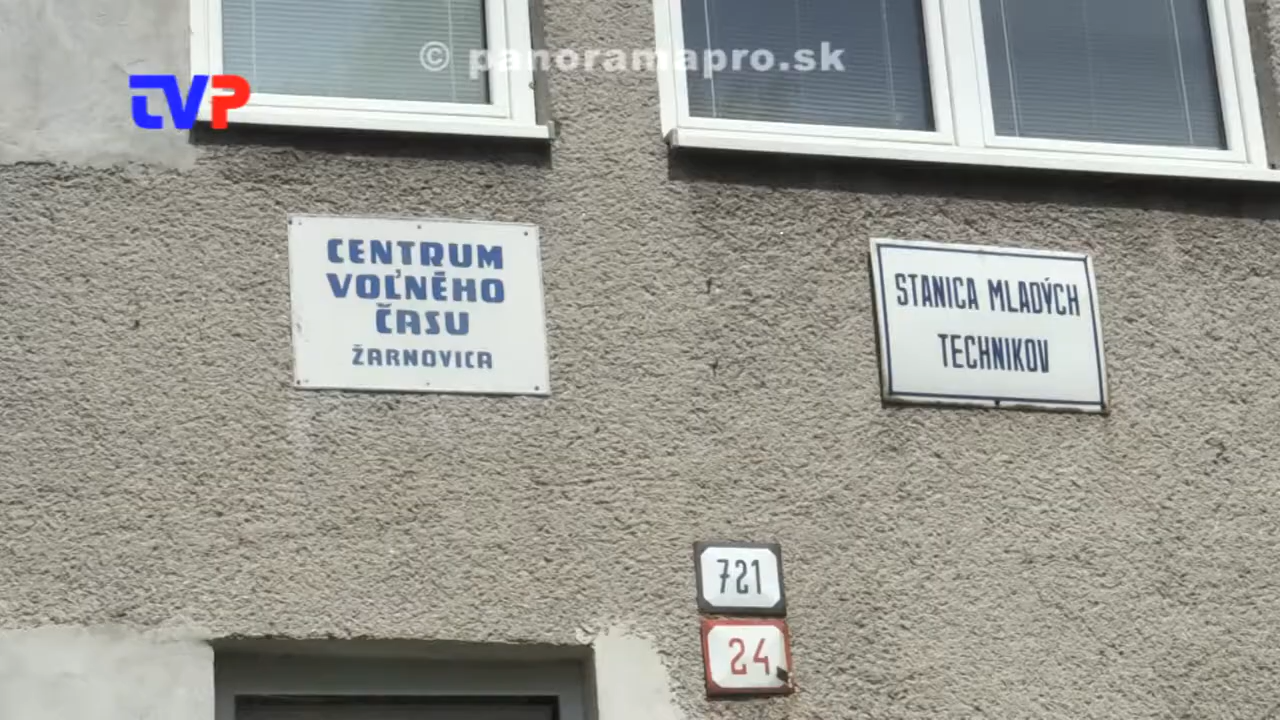 © panoramapro.sk
TVP
CENTRUM
VOĽNÉHO
ČASU
ŽARNOVICA
STANICA MLADÝCH
TECHNIKOV
721
24